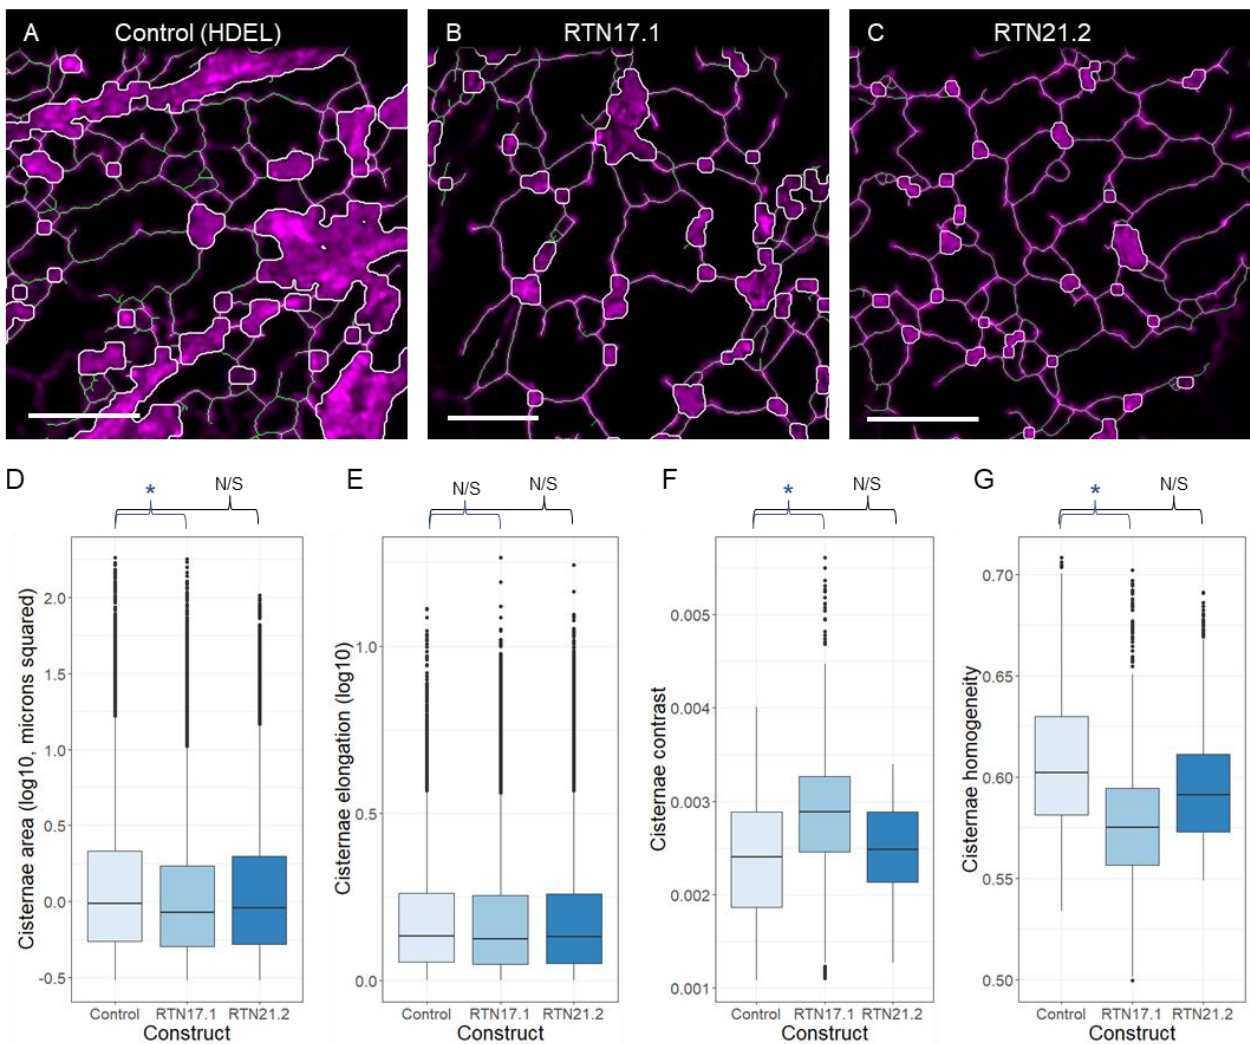 A Control (HDEL)
B RTN17.1
C RTN21.2
D
* N/S
Cisternae area (log10, microns squared)
2.0
1.5
1.0
0.5
0.0
-0.5
Control RTN17.1 RTN21.2
Construct
E
N/S N/S
Cisternae elongation (log10)
1.0
0.5
0.0
Control RTN17.1 RTN21.2
Construct
F
* N/S
Cisternae contrast
0.005
0.004
0.003
0.002
0.001
Control RTN17.1 RTN21.2
Construct
G
* N/S
Cisternae homogeneity
0.70
0.65
0.60
0.55
0.50
Control RTN17.1 RTN21.2
Construct